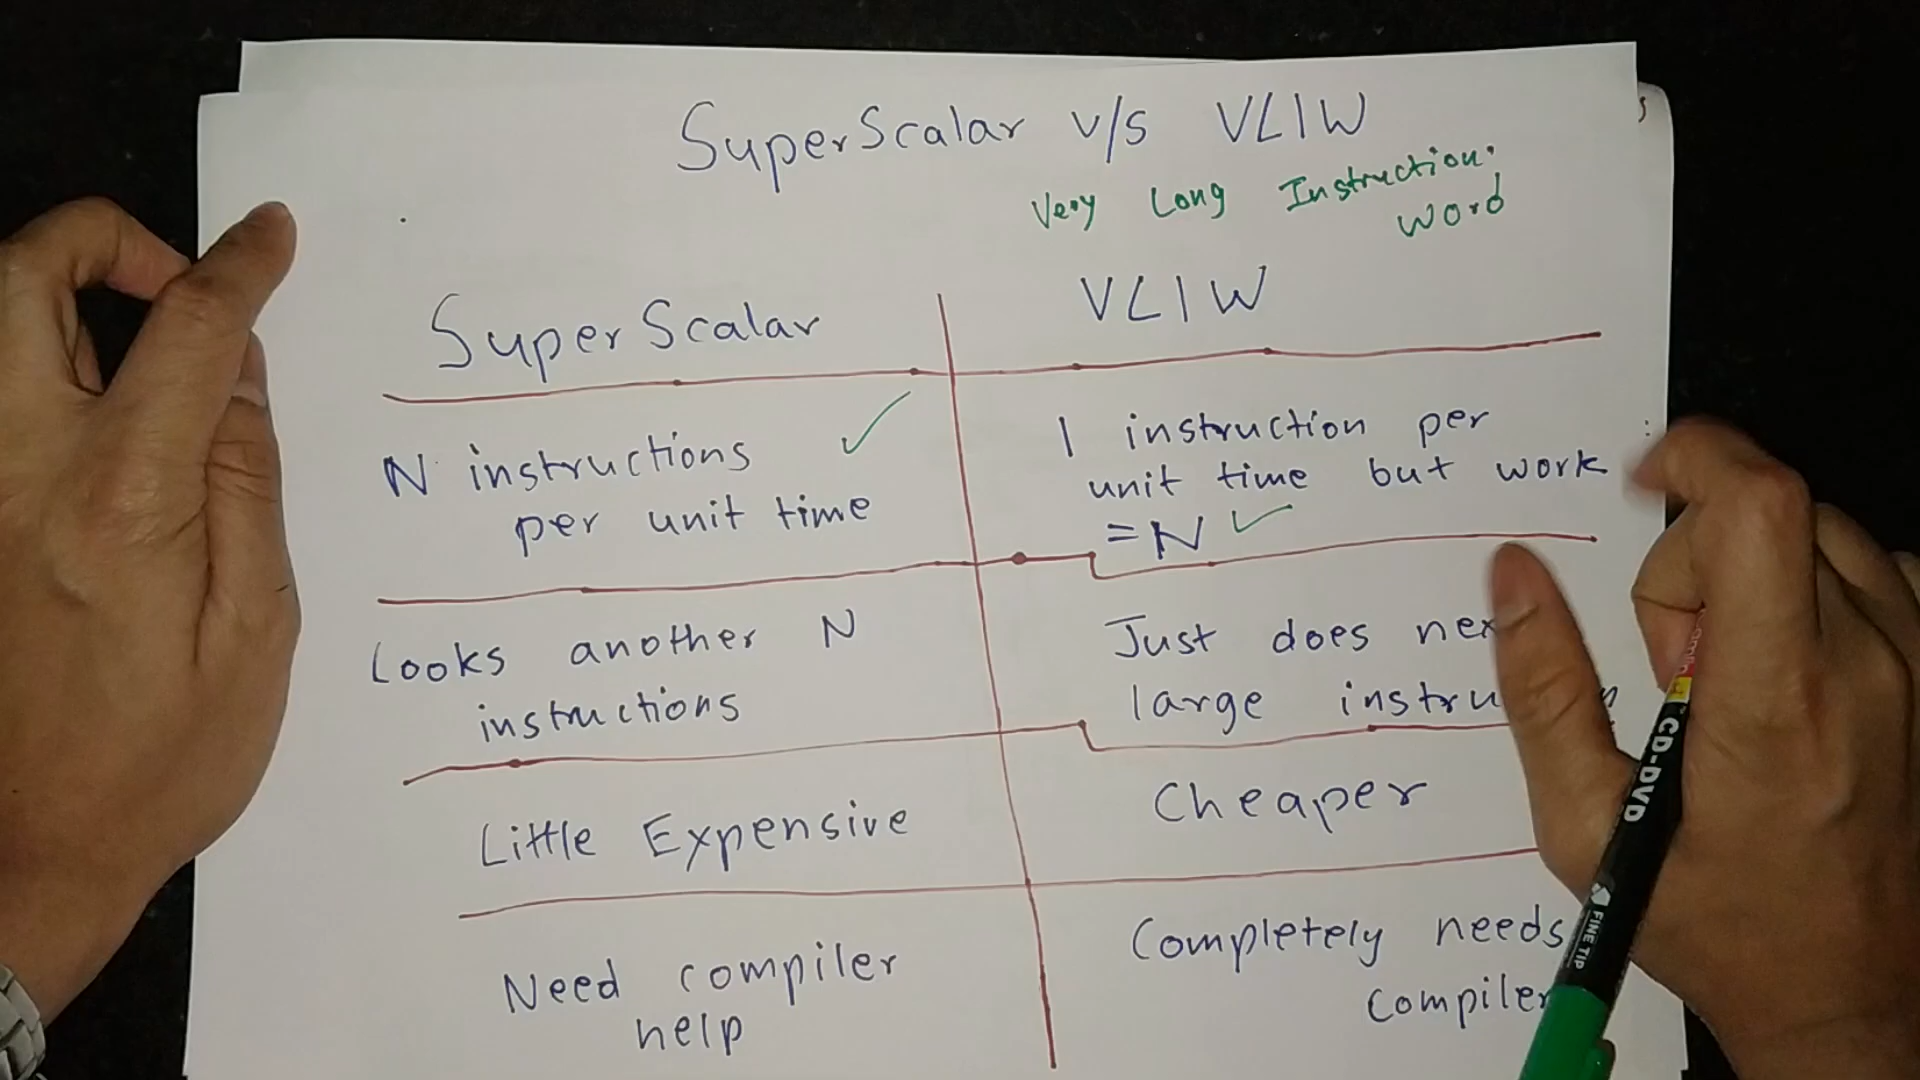 SuperScalar v/s VLIW
Very Long Instruction.
Word
SuperScalar
VLIW
N instructions
per unit time
1 instruction per
unit time but work
= N
Looks another N
instructions
Just does
large
Little Expensive
Cheaper
Need compiler
help
Completely needs
compiler
CD-DVD
FINE TIP